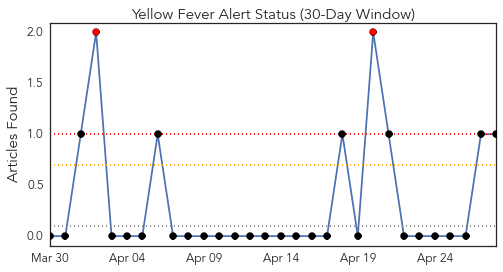 Yellow Fever Alert Status (30-Day Window)
Articles Found
2.0
1.5
1.0
0.5
0.0
Mar 30 Apr 04 Apr 09 Apr 14 Apr 19 Apr 24